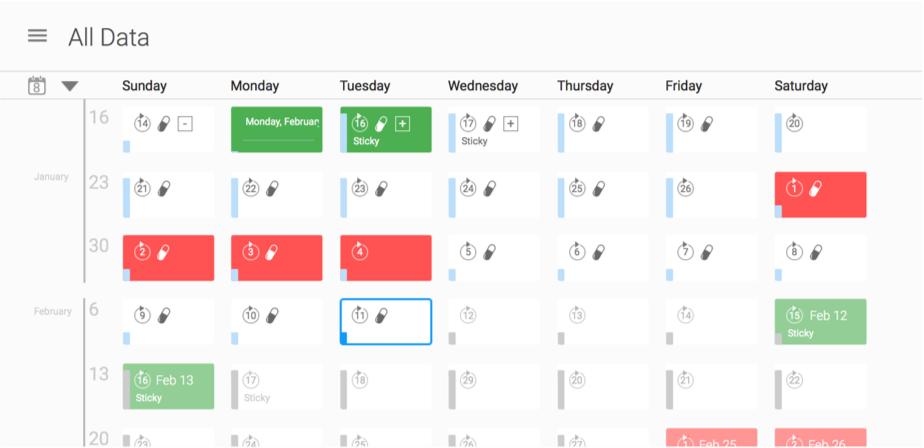 All Data
8 Sunday Monday Tuesday Wednesday Thursday Friday Saturday
16 14 - Monday, February 16 + 17 + 18 19 20
Sticky Sticky
January 23 21 22 23 24 25 26 1
30 2 3 4 5 6 7 8
February 6 9 10 11 12 13 14 15 Feb 12
Sticky
13 16 Feb 13 17 18 29 20 21 22
Sticky Sticky
20 23 24 25 26 27 1 Feb 25 2 Feb 26